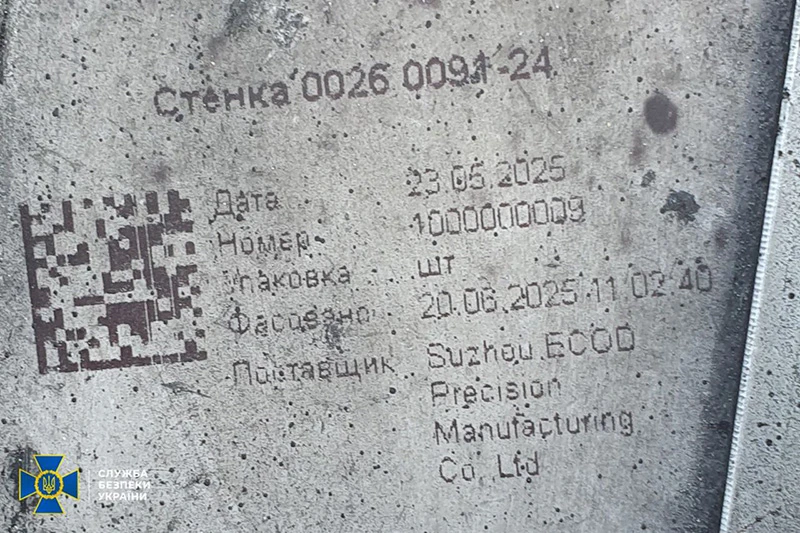 Стенка 0026 0091-24
Дата 23.05.2025
Номер 1000000009
Упаковка шт
Фасовано 20.06.2025 11 02 40
Поставщик Suzhou ECOD
Precision
Manufacturing
Co.,Ltd
СЛУЖБА
БЕЗПЕКИ
УКРАЇНИ